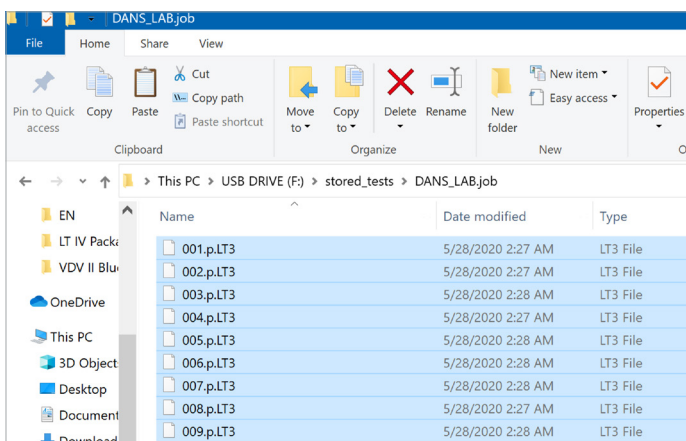 DANS_LAB.job
File Home Share View
Pin to Quick access
Copy
Paste
Cut
Copy path
Paste shortcut
Move to
Copy to
Delete
Rename
New folder
New item
Easy access
Properties
Clipboard Organize New
This PC > USB DRIVE (F:) > stored_tests > DANS_LAB.job
Name Date modified Type
EN
LT IV Packa
VDV II Blu
OneDrive
This PC
3D Object
Desktop
Document
Download
001.p.LT3 5/28/2020 2:27 AM LT3 File
002.p.LT3 5/28/2020 2:27 AM LT3 File
003.p.LT3 5/28/2020 2:28 AM LT3 File
004.p.LT3 5/28/2020 2:27 AM LT3 File
005.p.LT3 5/28/2020 2:28 AM LT3 File
006.p.LT3 5/28/2020 2:28 AM LT3 File
007.p.LT3 5/28/2020 2:28 AM LT3 File
008.p.LT3 5/28/2020 2:27 AM LT3 File
009.p.LT3 5/28/2020 2:28 AM LT3 File